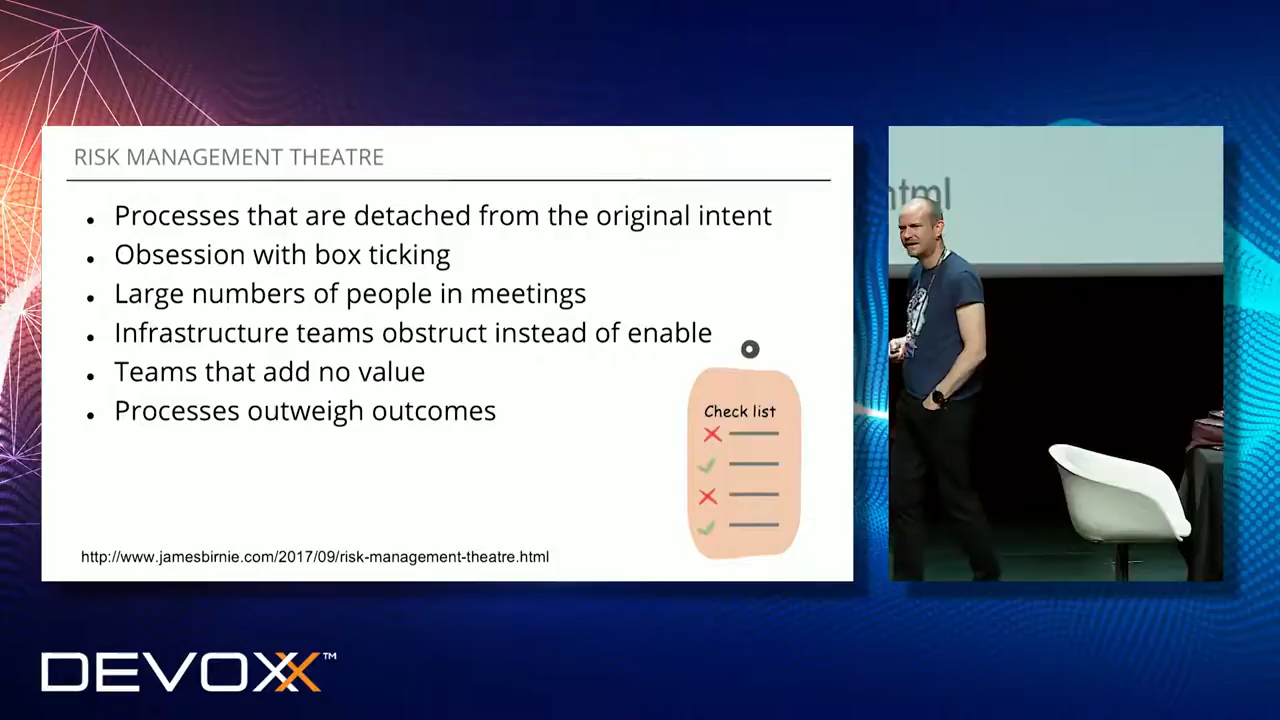 RISK MANAGEMENT THEATRE
Processes that are detached from the original intent
Obsession with box ticking
Large numbers of people in meetings
Infrastructure teams obstruct instead of enable
Teams that add no value
Processes outweigh outcomes
Check list
http://www.jamesbirnie.com/2017/09/risk-management-theatre.html
html
DEVOXX™